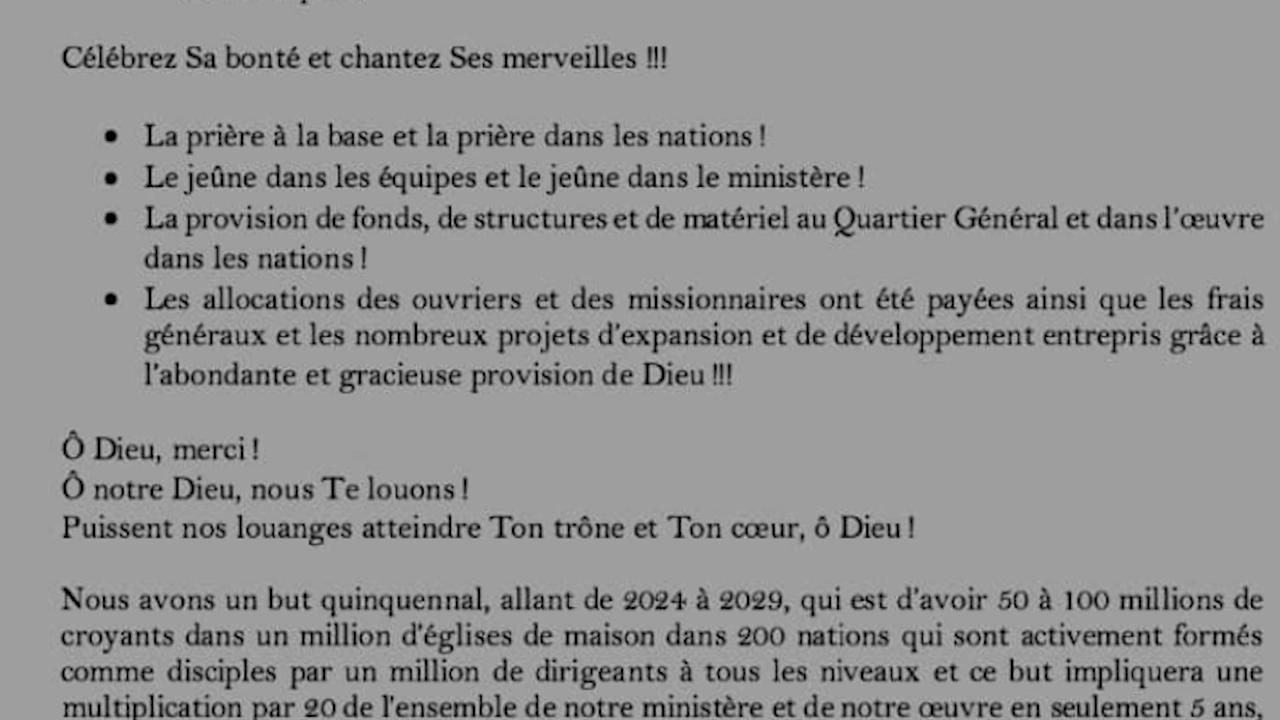 Célébrez Sa bonté et chantez Ses merveilles !!!
• La prière à la base et la prière dans les nations !
• Le jeûne dans les équipes et le jeûne dans le ministère !
• La provision de fonds, de structures et de matériel au Quartier Général et dans l'œuvre
dans les nations !
• Les allocations des ouvriers et des missionnaires ont été payées ainsi que les frais
généraux et les nombreux projets d'expansion et de développement entrepris grâce à
l'abondante et gracieuse provision de Dieu !!!
Ô Dieu, merci !
Ô notre Dieu, nous Te louons !
Puissent nos louanges atteindre Ton trône et Ton cœur, ô Dieu !
Nous avons un but quinquennal, allant de 2024 à 2029, qui est d'avoir 50 à 100 millions de
croyants dans un million d'églises de maison dans 200 nations qui sont activement formés
comme disciples par un million de dirigeants à tous les niveaux et ce but impliquera une
multiplication par 20 de l'ensemble de notre ministère et de notre œuvre en seulement 5 ans,